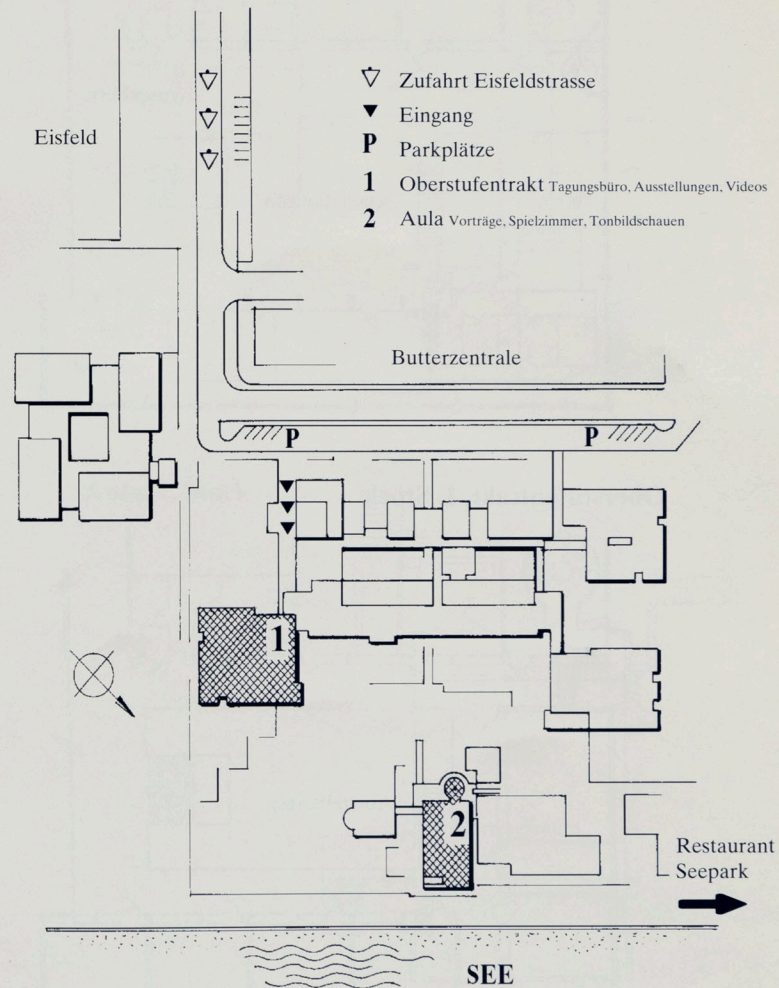 Eisfeld
▽ Zufahrt Eisfeldstrasse
▼ Eingang
P Parkplätze
1 Oberstufentrakt Tagungsbüro, Ausstellungen, Videos
2 Aula Vorträge, Spielzimmer, Tonbildschauen
Butterzentrale
P P
1
2
Restaurant
Seepark
SEE